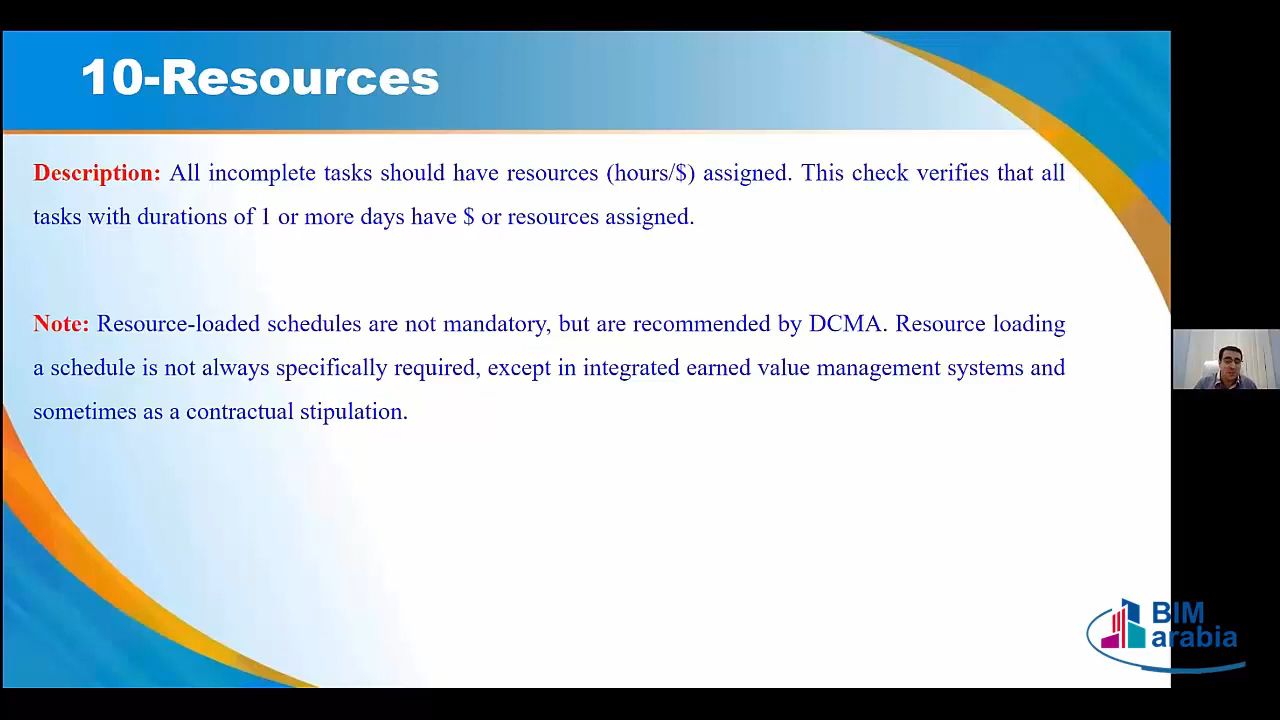 10-Resources
Description: All incomplete tasks should have resources (hours/$) assigned. This check verifies that all
tasks with durations of 1 or more days have $ or resources assigned.
Note: Resource-loaded schedules are not mandatory, but are recommended by DCMA. Resource loading
a schedule is not always specifically required, except in integrated earned value management systems and
sometimes as a contractual stipulation.
BIM
arabia